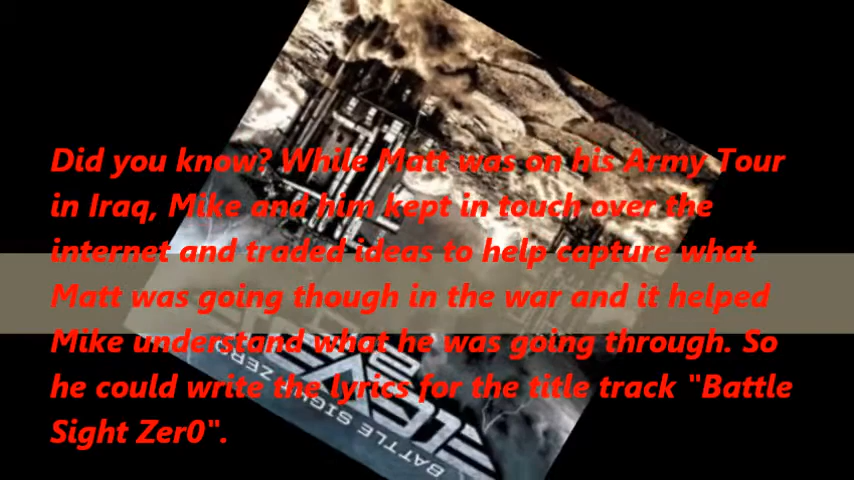 Did you know? While Matt was on his Army Tour
in Iraq, Mike and him kept in touch over the
internet and traded ideas to help capture what
Matt was going though in the war and it helped
Mike understand what he was going through. So
he could write the lyrics for the title track "Battle
Sight Zer0".
BATTLE SIGHT ZERO